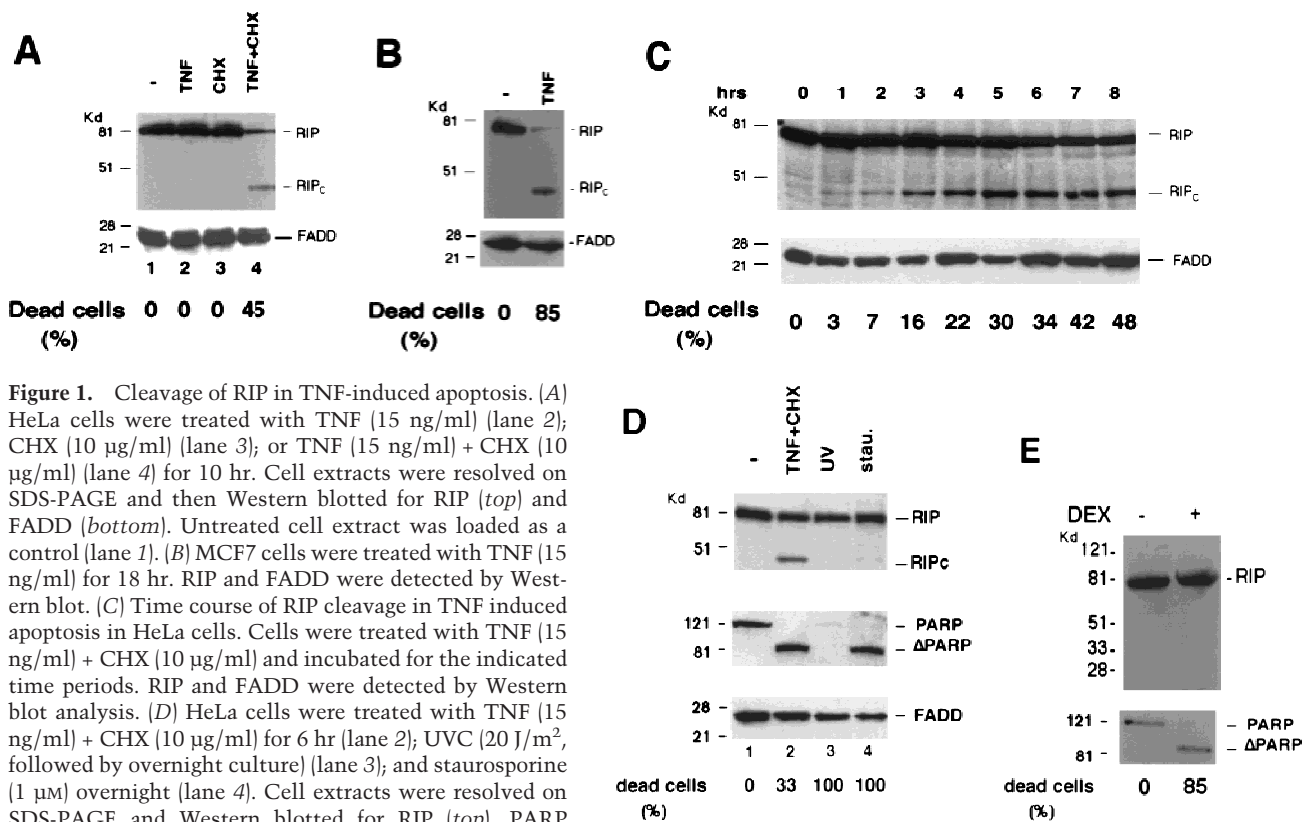 A
- TNF CHX TNF+CHX
Kd
81 – – RIP
51 –
– RIPC
28 –
21 – – FADD
1 2 3 4
Dead cells 0 0 0 45
(%)
B
- TNF
Kd
81 – – RIP
51 –
– RIPC
28 –
21 – -FADD
Dead cells 0 85
(%)
C
hrs 0 1 2 3 4 5 6 7 8
Kd
81 – – RIP
51 –
– RIPC
28 –
21 – – FADD
Dead cells 0 3 7 16 22 30 34 42 48
(%)
Figure 1. Cleavage of RIP in TNF-induced apoptosis. (A)
HeLa cells were treated with TNF (15 ng/ml) (lane 2);
CHX (10 µg/ml) (lane 3); or TNF (15 ng/ml) + CHX (10
µg/ml) (lane 4) for 10 hr. Cell extracts were resolved on
SDS-PAGE and then Western blotted for RIP (top) and
FADD (bottom). Untreated cell extract was loaded as a
control (lane 1). (B) MCF7 cells were treated with TNF (15
ng/ml) for 18 hr. RIP and FADD were detected by West-
ern blot. (C) Time course of RIP cleavage in TNF induced
apoptosis in HeLa cells. Cells were treated with TNF (15
ng/ml) + CHX (10 µg/ml) and incubated for the indicated
time periods. RIP and FADD were detected by Western
blot analysis. (D) HeLa cells were treated with TNF (15
ng/ml) + CHX (10 µg/ml) for 6 hr (lane 2); UVC (20 J/m²,
followed by overnight culture) (lane 3); and staurosporine
(1 µM) overnight (lane 4). Cell extracts were resolved on
SDS-PAGE and Western blotted for RIP (top), PARP
D
- TNF+CHX UV stau.
Kd
81 – – RIP
51 –
– RIPc
121 – – PARP
81 – ΔPARP
28 – – FADD
21 –
1 2 3 4
dead cells 0 33 100 100
(%)
E
DEX - +
Kd
121-
81- -RIP
51-
33-
28-
121 - – PARP
81 - – ΔPARP
dead cells 0 85
(%)